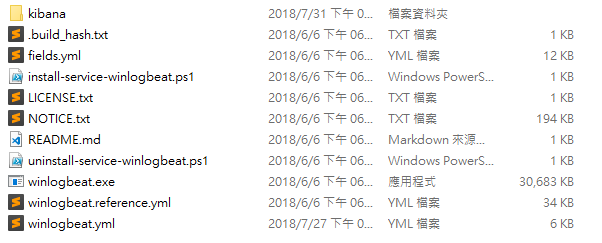 kibana 2018/7/31 下午 0... 檔案資料夾
.build_hash.txt 2018/6/6 下午 06... TXT 檔案 1 KB
fields.yml 2018/6/6 下午 06... YML 檔案 12 KB
install-service-winlogbeat.ps1 2018/6/6 下午 06... Windows PowerS... 1 KB
LICENSE.txt 2018/6/6 下午 06... TXT 檔案 1 KB
NOTICE.txt 2018/6/6 下午 06... TXT 檔案 194 KB
README.md 2018/6/6 下午 06... Markdown 來源... 1 KB
uninstall-service-winlogbeat.ps1 2018/6/6 下午 06... Windows PowerS... 1 KB
winlogbeat.exe 2018/6/6 下午 06... 應用程式 30,683 KB
winlogbeat.reference.yml 2018/6/6 下午 06... YML 檔案 34 KB
winlogbeat.yml 2018/7/27 下午 0... YML 檔案 6 KB